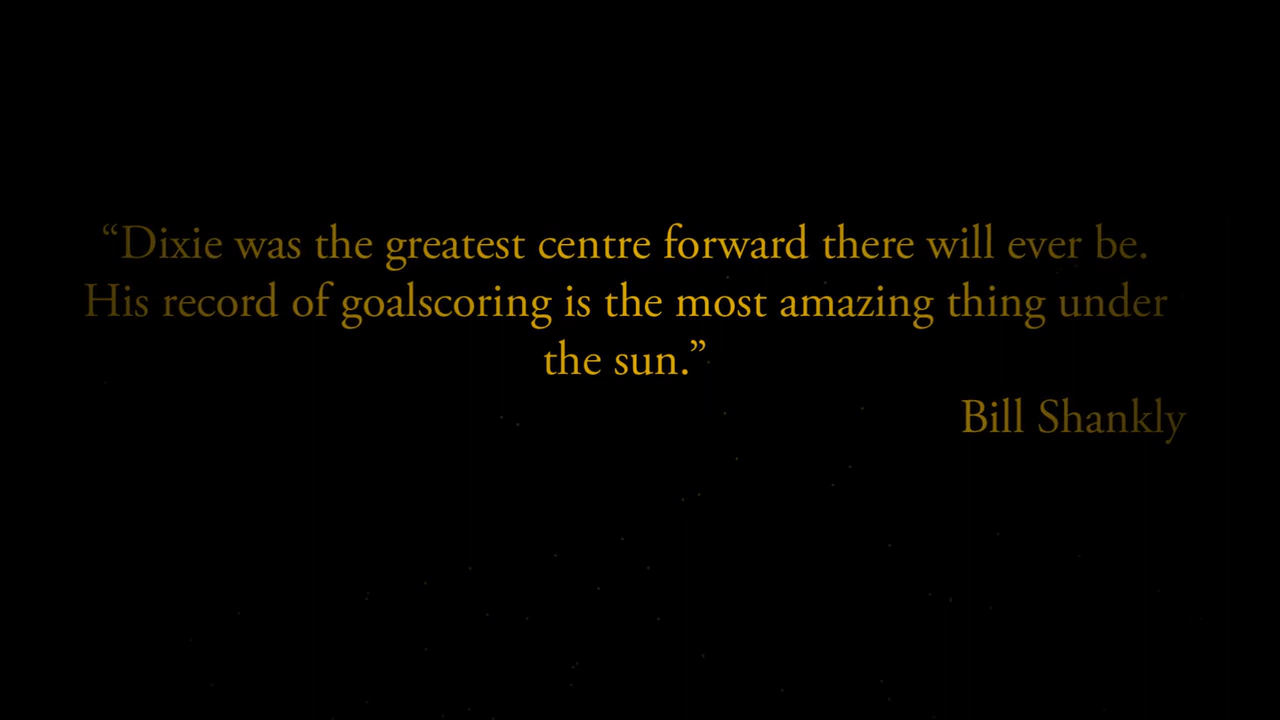 “Dixie was the greatest centre forward there will ever be.
His record of goalscoring is the most amazing thing under
the sun.”
Bill Shankly